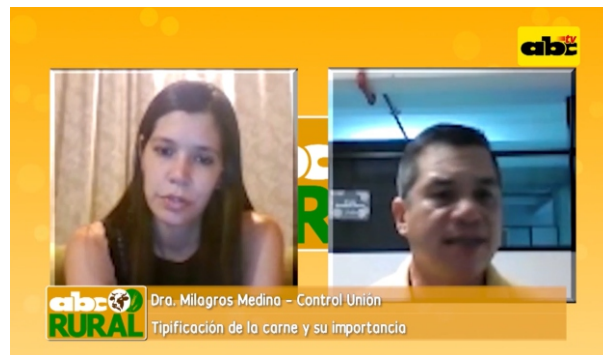 abc tv
abc
RURAL
Dra. Milagros Medina - Control Unión
Tipificación de la carne y su importancia